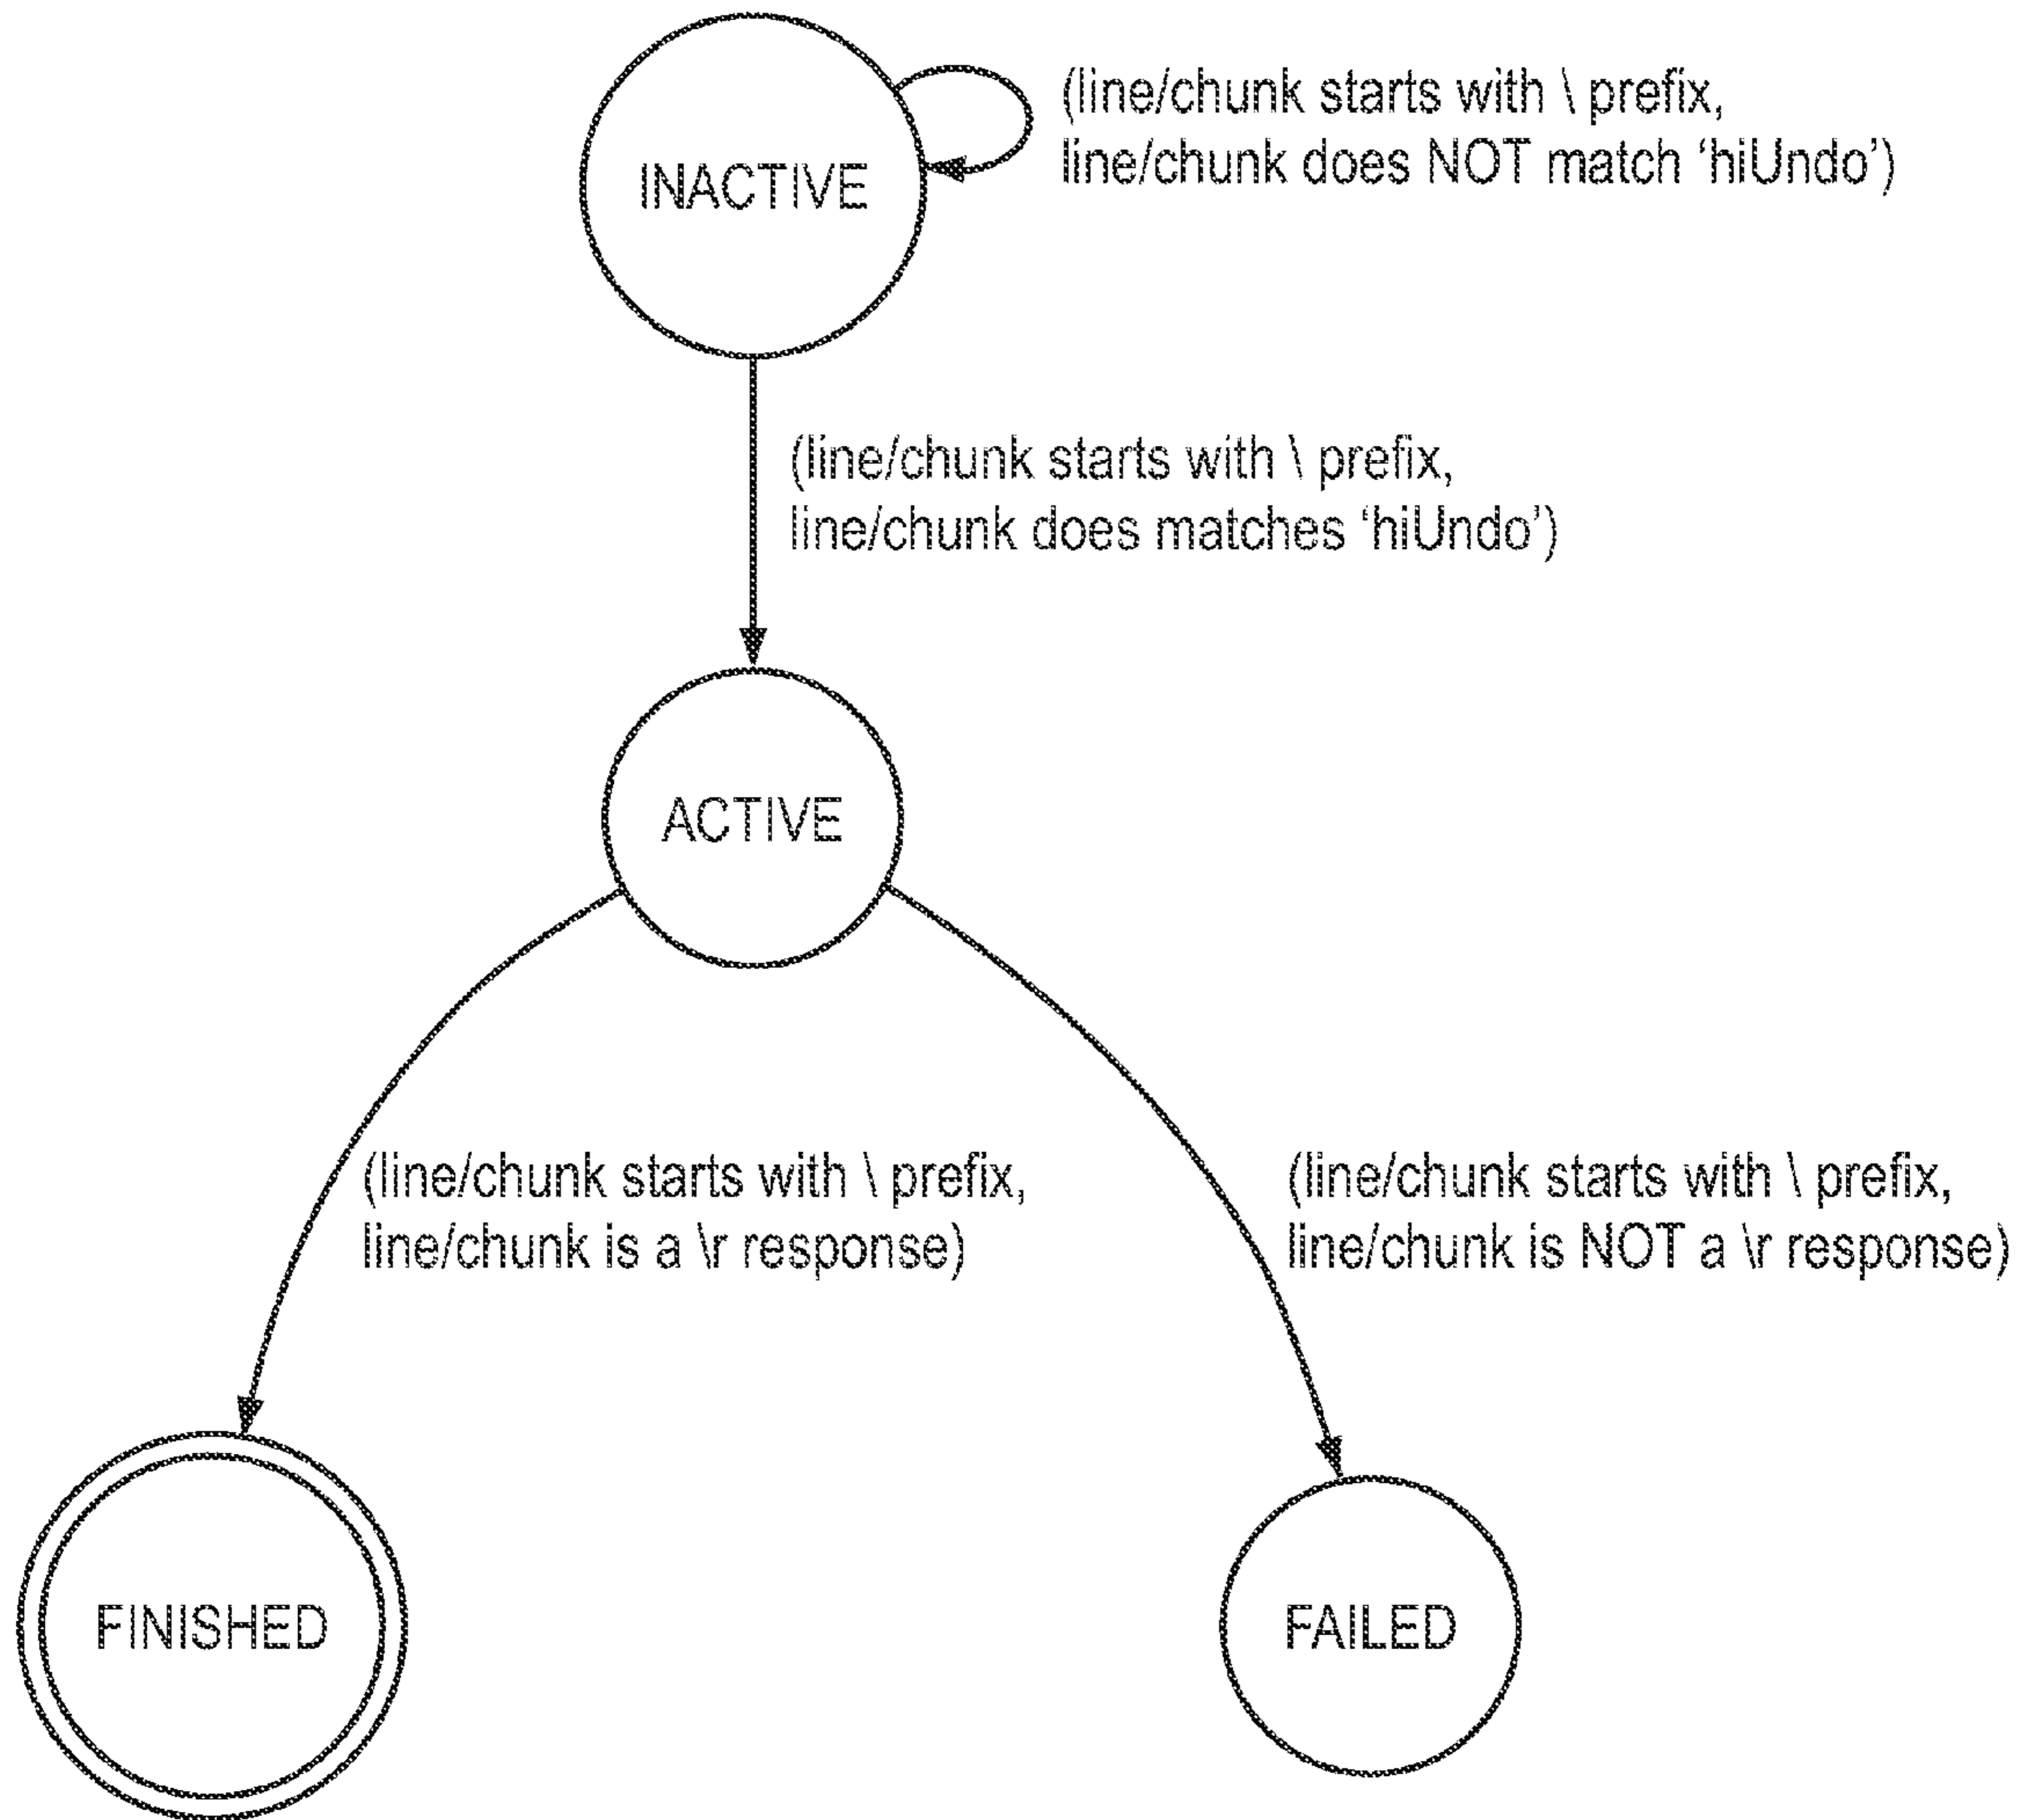 INACTIVE
(line/chunk starts with \ prefix,
line/chunk does NOT match ‘hiUndo’)
(line/chunk starts with \ prefix,
line/chunk does matches ‘hiUndo’)
ACTIVE
(line/chunk starts with \ prefix,
line/chunk is a \r response)
(line/chunk starts with \ prefix,
line/chunk is NOT a \r response)
FINISHED
FAILED